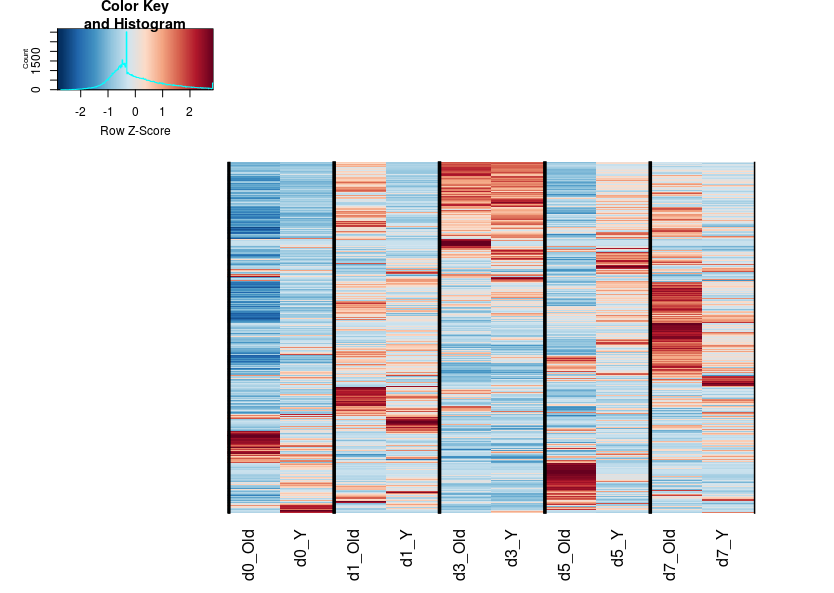 Color Key
and Histogram
Count
0
1500
-2 -1 0 1 2
Row Z-Score
d0_Old
d0_Y
d1_Old
d1_Y
d3_Old
d3_Y
d5_Old
d5_Y
d7_Old
d7_Y